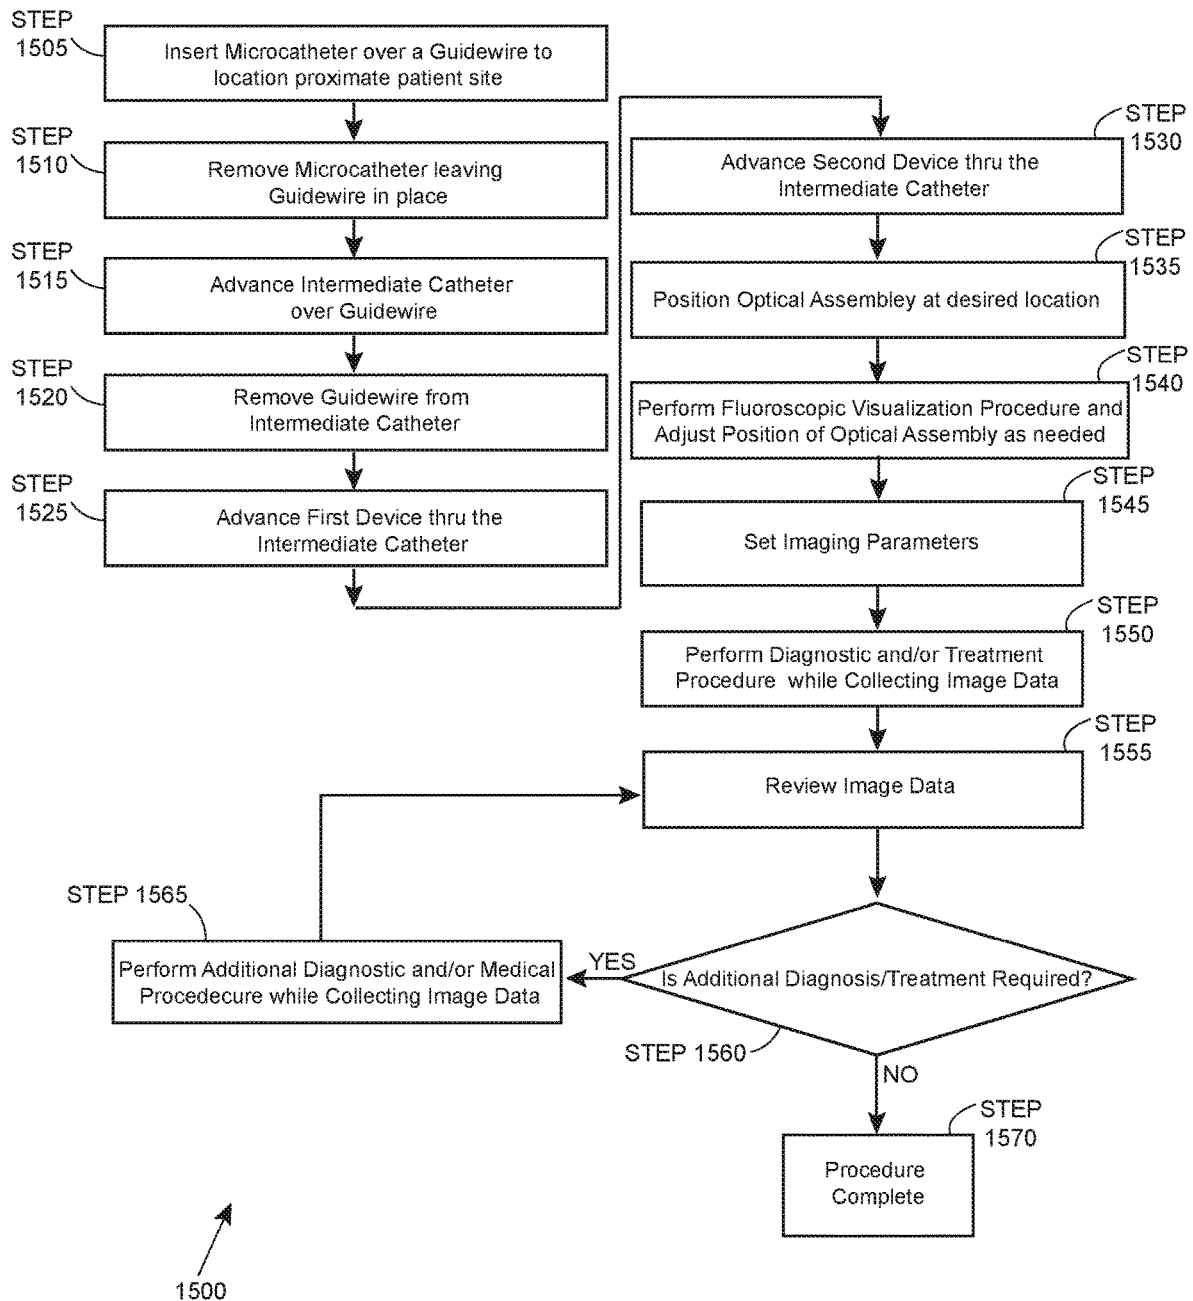 STEP
1505
Insert Microcatheter over a Guidewire to
location proximate patient site
STEP
1510
Remove Microcatheter leaving
Guidewire in place
STEP
1515
Advance Intermediate Catheter
over Guidewire
STEP
1520
Remove Guidewire from
Intermediate Catheter
STEP
1525
Advance First Device thru the
Intermediate Catheter
STEP
1530
Advance Second Device thru the
Intermediate Catheter
STEP
1535
Position Optical Assembley at desired location
STEP
1540
Perform Fluoroscopic Visualization Procedure and
Adjust Position of Optical Assembly as needed
STEP
1545
Set Imaging Parameters
STEP
1550
Perform Diagnostic and/or Treatment
Procedure while Collecting Image Data
STEP
1555
Review Image Data
STEP 1565
Perform Additional Diagnostic and/or Medical
Procedecure while Collecting Image Data
YES
Is Additional Diagnosis/Treatment Required?
STEP 1560
NO
STEP
1570
Procedure
Complete
1500